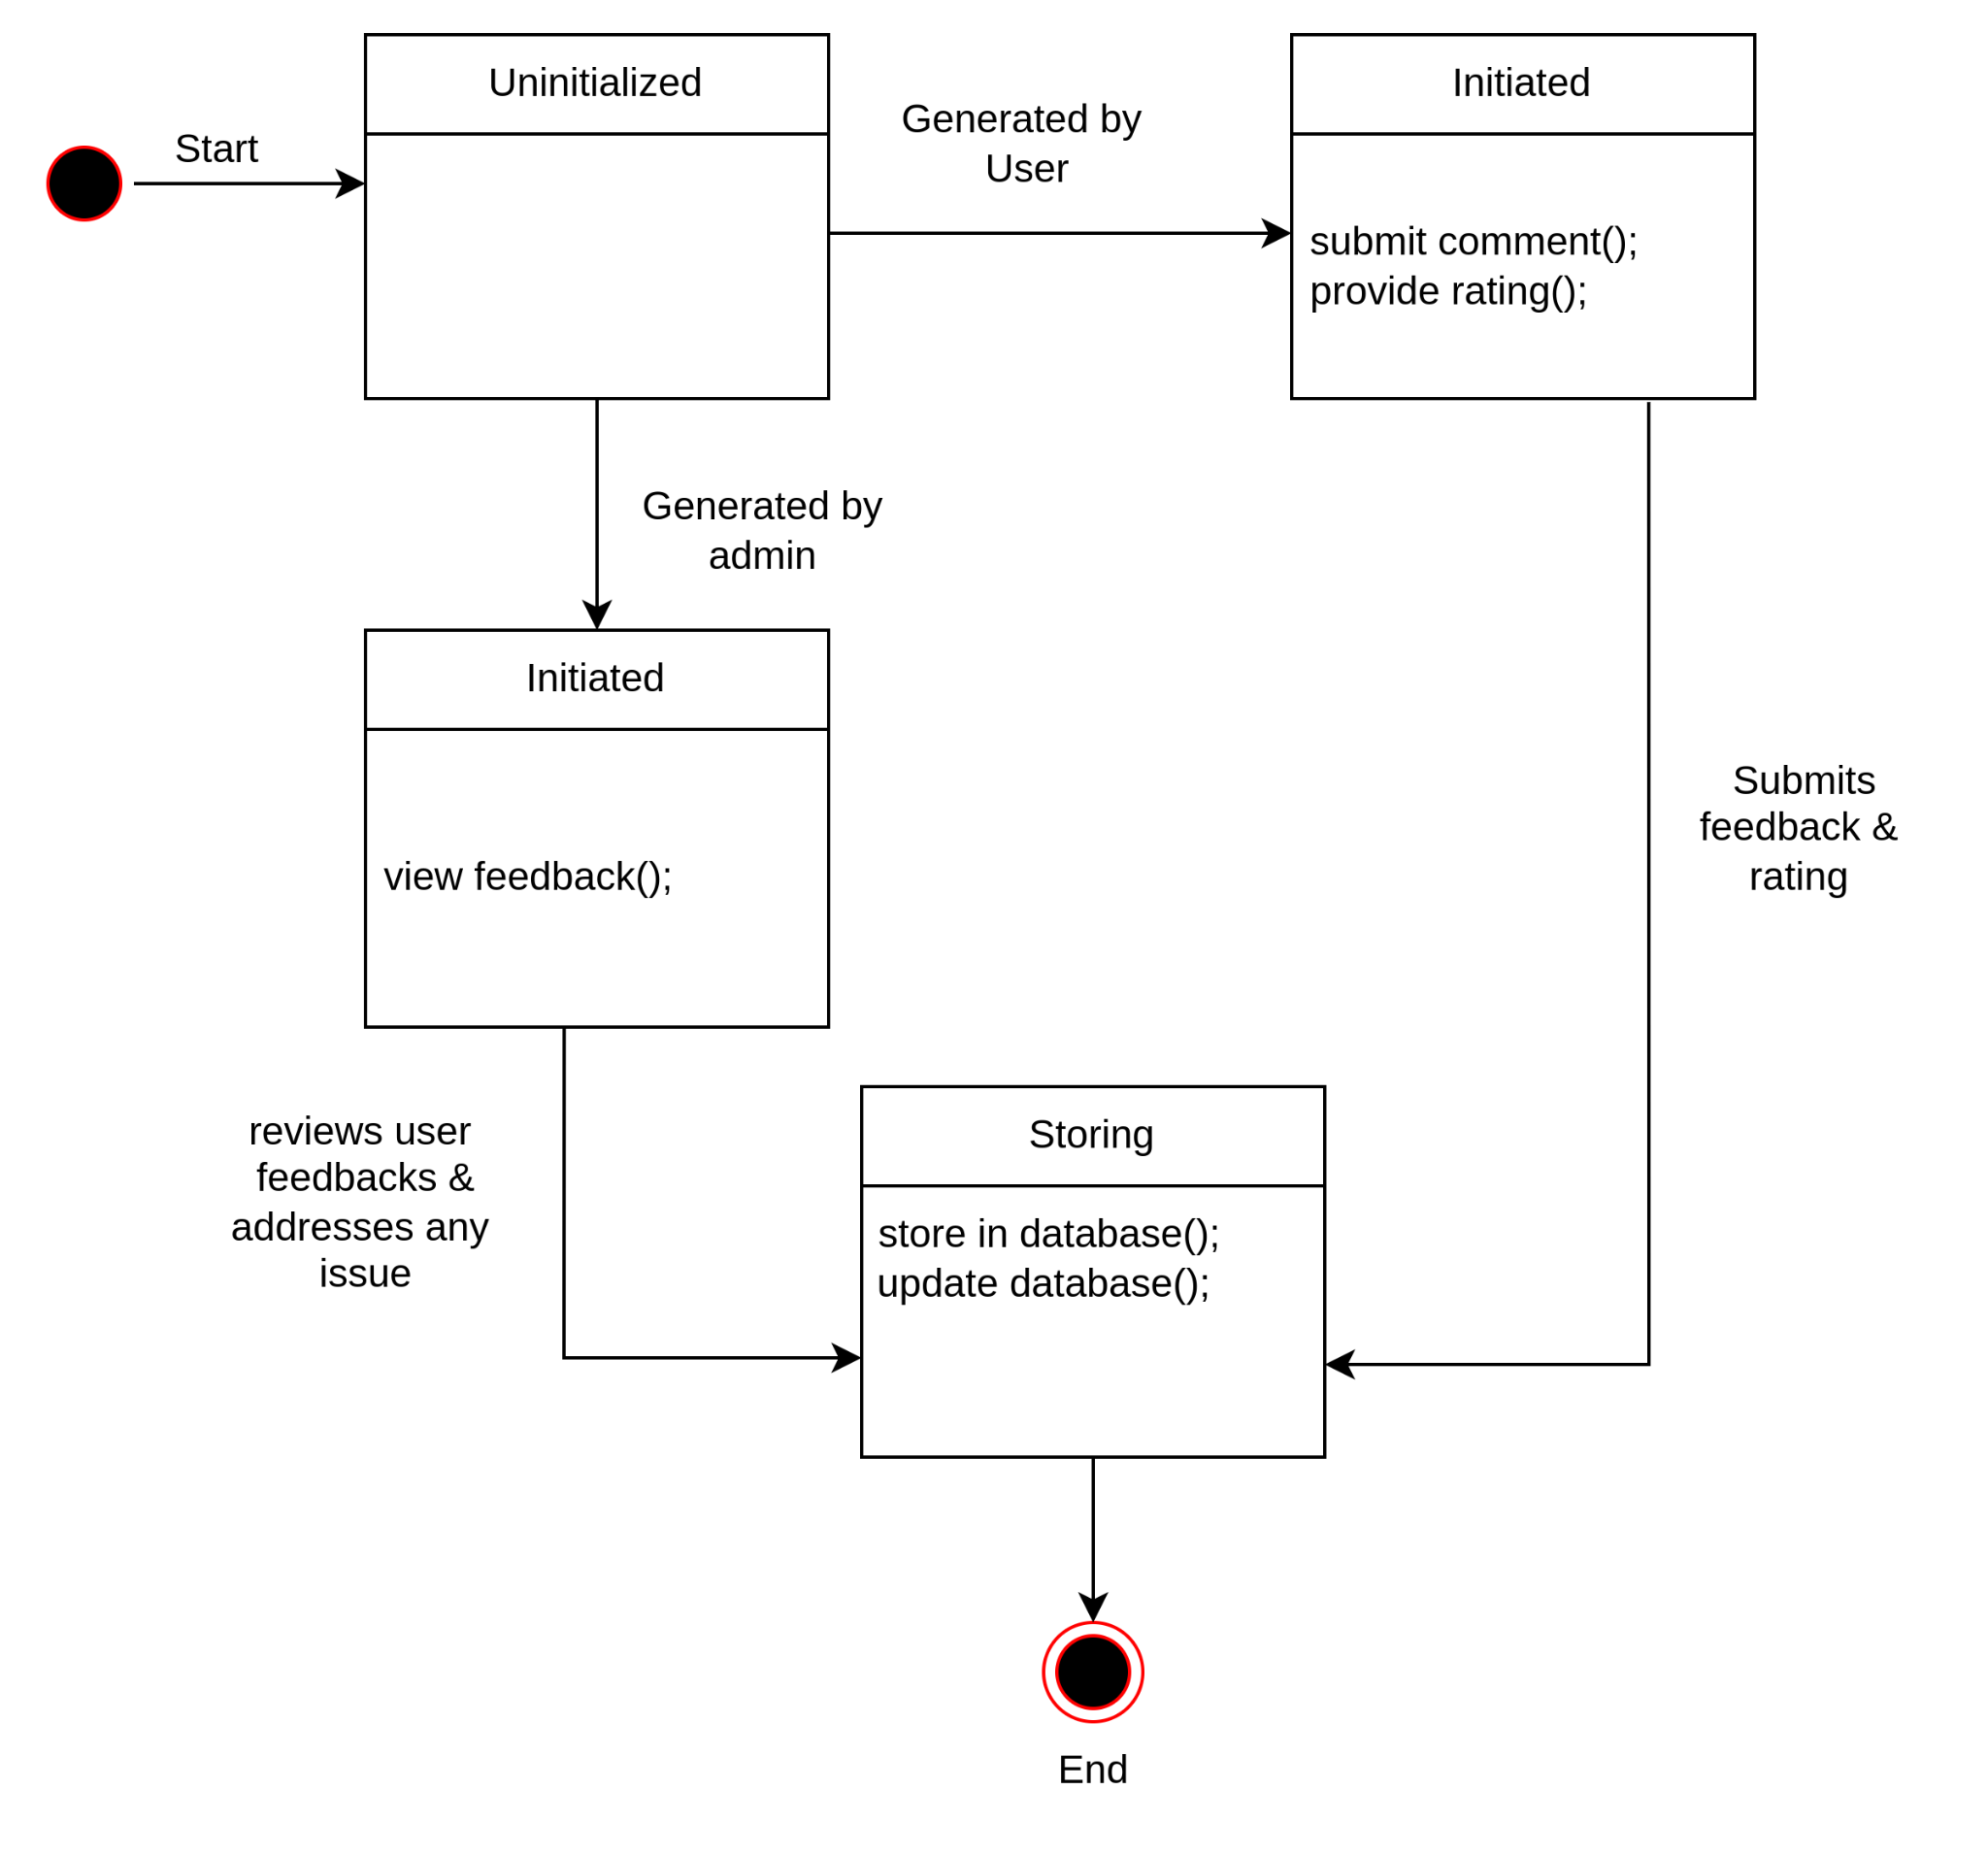 Uninitialized
Initiated
Start
Generated by
User
submit comment();
provide rating();
Generated by
admin
Initiated
view feedback();
Submits
feedback &
rating
reviews user
feedbacks &
addresses any
issue
Storing
store in database();
update database();
End